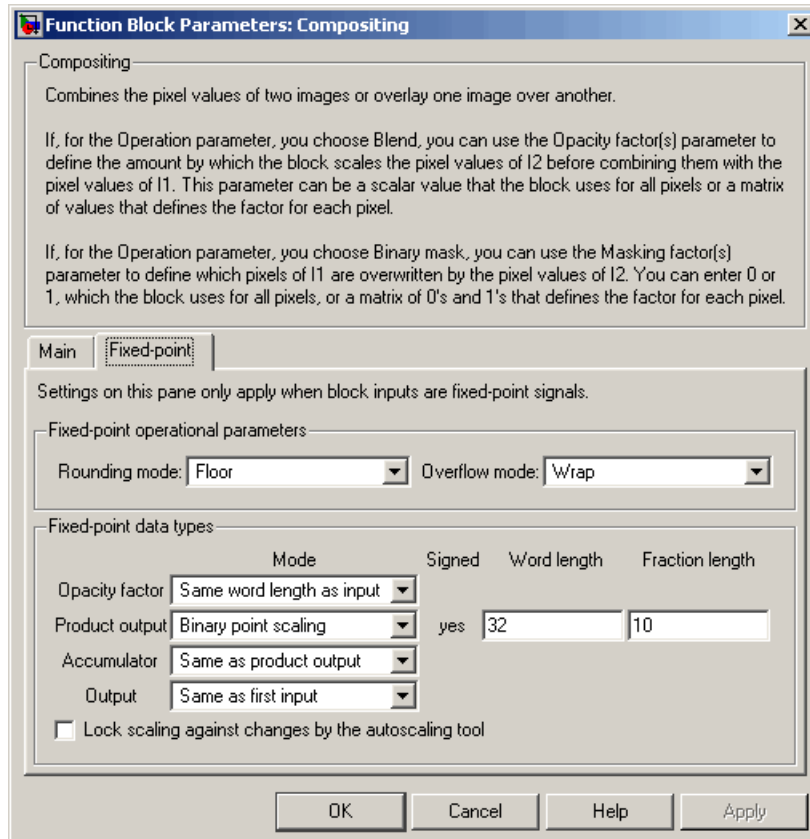 Function Block Parameters: Compositing
Compositing
Combines the pixel values of two images or overlay one image over another.
If, for the Operation parameter, you choose Blend, you can use the Opacity factor(s) parameter to
define the amount by which the block scales the pixel values of I2 before combining them with the
pixel values of I1. This parameter can be a scalar value that the block uses for all pixels or a matrix
of values that defines the factor for each pixel.
If, for the Operation parameter, you choose Binary mask, you can use the Masking factor(s)
parameter to define which pixels of I1 are overwritten by the pixel values of I2. You can enter 0 or
1, which the block uses for all pixels, or a matrix of 0's and 1's that defines the factor for each pixel.
Main Fixed-point
Settings on this pane only apply when block inputs are fixed-point signals.
Fixed-point operational parameters
Rounding mode: Floor Overflow mode: Wrap
Fixed-point data types
Mode Signed Word length Fraction length
Opacity factor Same word length as input
Product output Binary point scaling yes 32 10
Accumulator Same as product output
Output Same as first input
Lock scaling against changes by the autoscaling tool
OK Cancel Help Apply